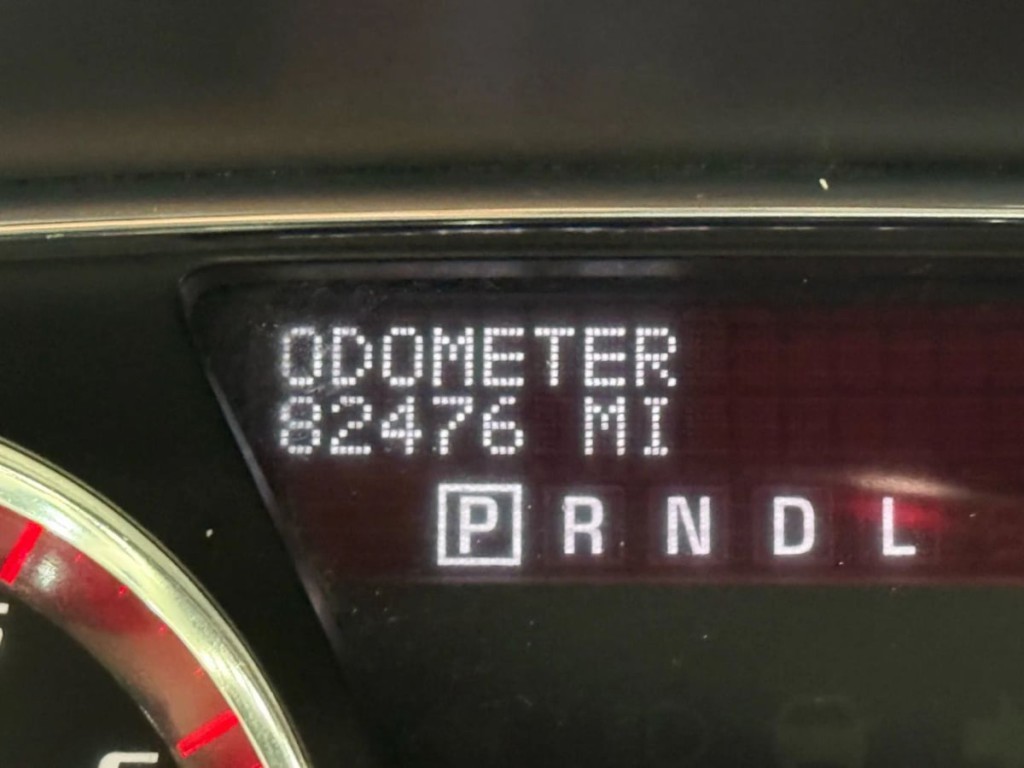 ODOMETER
82476 MI
P R N D L